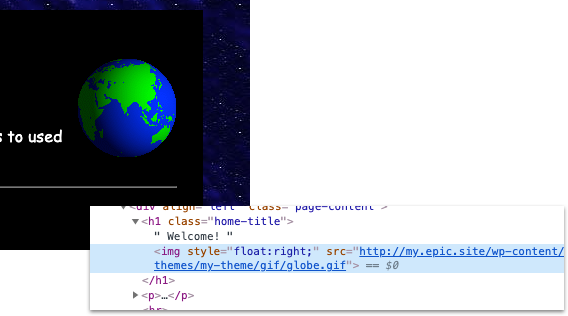 s to used
▼<div align="left" class="page-content">
▼<h1 class="home-title">
" Welcome! "
<img style="float:right;" src="http://my.epic.site/wp-content/
themes/my-theme/gif/globe.gif"> == $0
</h1>
▶<p>…</p>
<hr>